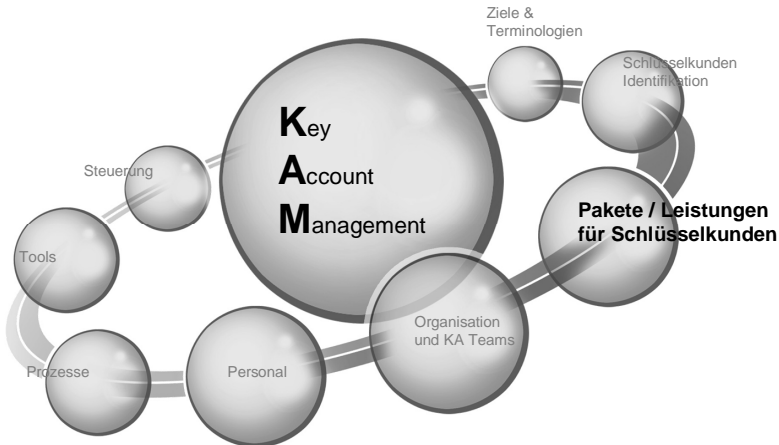 Ziele &
Terminologien
Schlüsselkunden
Identifikation
Key
Account
Management
Steuerung
Pakete / Leistungen
für Schlüsselkunden
Tools
Organisation
und KA Teams
Prozesse
Personal